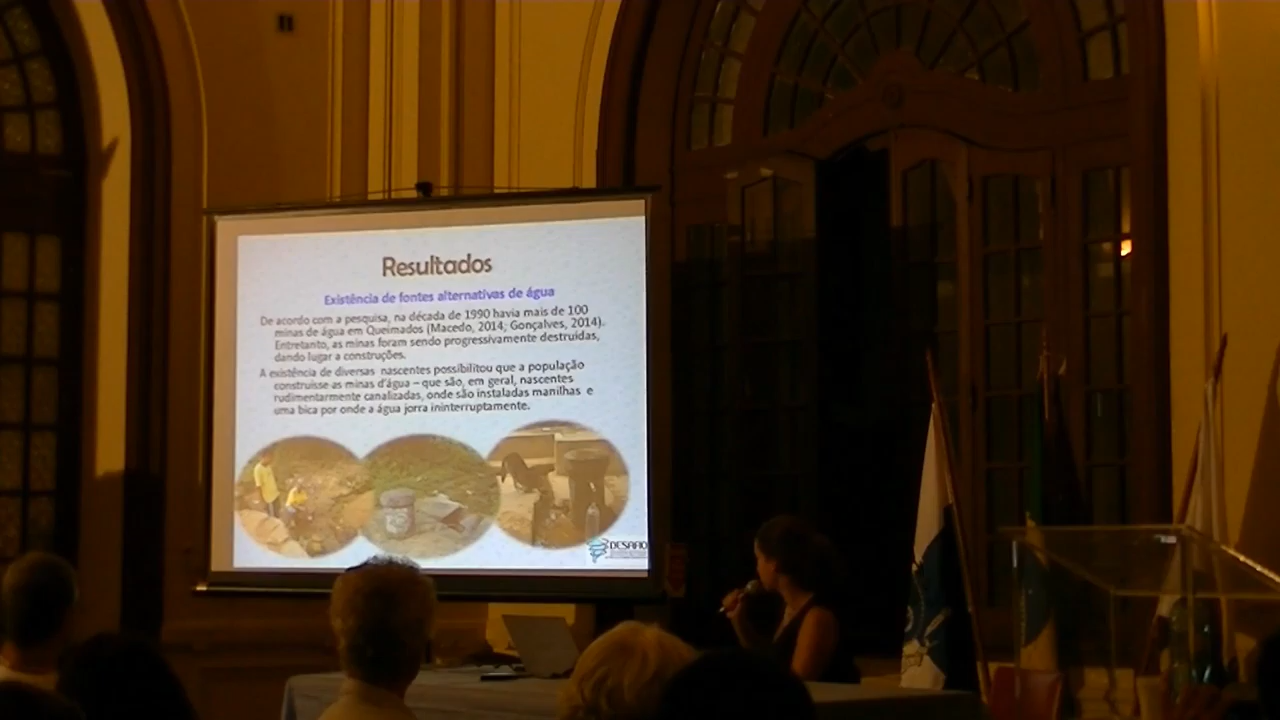 Resultados
Existência de fontes alternativas de água
De acordo com a pesquisa, na década de 1990 havia mais de 100
minas de água em Queimados (Macedo, 2014; Gonçalves, 2014).
Entretanto, as minas foram sendo progressivamente destruídas,
dando lugar a construções.
A existência de diversas nascentes possibilitou que a população
construísse as minas d'água – que são, em geral, nascentes
rudimentarmente canalizadas, onde são instaladas manilhas e
uma bica por onde a água jorra ininterruptamente.
DESAFIO